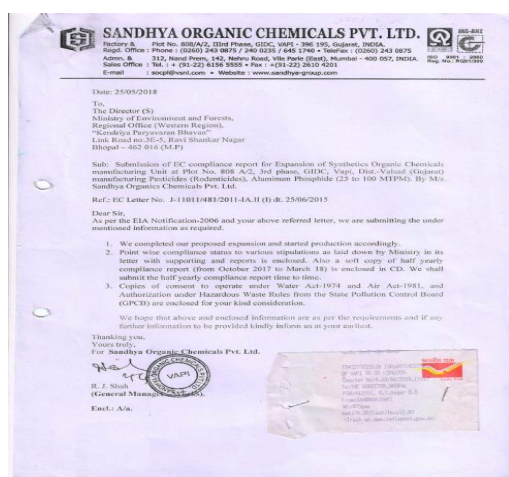 SANDHYA ORGANIC CHEMICALS PVT. LTD.
Factory & Plot No. 808/A/2, IIIrd Phase, GIDC, VAPI - 396 195, Gujarat, INDIA.
Regd. Office : Phone : (0260) 243 0875 / 240 0235 / 645 1740 • TeleFax : (0260) 243 0875
Admn. & 312, Nand Prem, 142, Nehru Road, Vile Parle (East), Mumbai - 400 057, INDIA.
Sales Office : Tel. : + (91-22) 6156 5555 • Fax : +(91-22) 2610 4201
E-mail : socpl@vsnl.com • Website : www.sandhya-group.com
ISO 9001 : 2000
Date: 25/05/2018
To,
The Director (S)
Ministry of Environment and Forests,
Regional Office (Western Region),
"Kendriya Paryavaran Bhavan"
Link Road no.3E-5, Ravi Shankar Nagar
Bhopal – 462 016 (M.P)
Sub: Submission of EC compliance report for Expansion of Synthetics Organic Chemicals
manufacturing Unit at Plot No. 808 A/2, 3rd phase, GIDC, Vapi, Dist.-Valsad (Gujarat)
manufacturing Pesticides (Rodenticides), Aluminum Phosphide (25 to 100 MTPM). By M/s
Sandhya Organics Chemicals Pvt. Ltd.
Ref.: EC Letter No. J-11011/481/2011-IA.II (I) dt. 25/06/2015
Dear Sir,
As per the EIA Notification-2006 and your above referred letter, we are submitting the under
mentioned information as required.
1. We completed our proposed expansion and started production accordingly.
2. Point wise compliance status to various stipulations as laid down by Ministry in its
letter with supporting and reports is enclosed. Also a soft copy of half yearly
compliance report (from October 2017 to March 18) is enclosed in CD. We shall
submit the half yearly compliance report time to time.
3. Copies of consent to operate under Water Act-1974 and Air Act-1981, and
Authorization under Hazardous Waste Rules from the State Pollution Control Board
(GPCB) are enclosed for your kind consideration.
We hope that above and enclosed information are as per the requirements and if any
further information to be provided kindly inform us at your earliest.
Thanking you,
Yours truly,
For Sandhya Organic Chemicals Pvt. Ltd.
VAPI
R. J. Shah
(General Manager
Encl.: A/a.